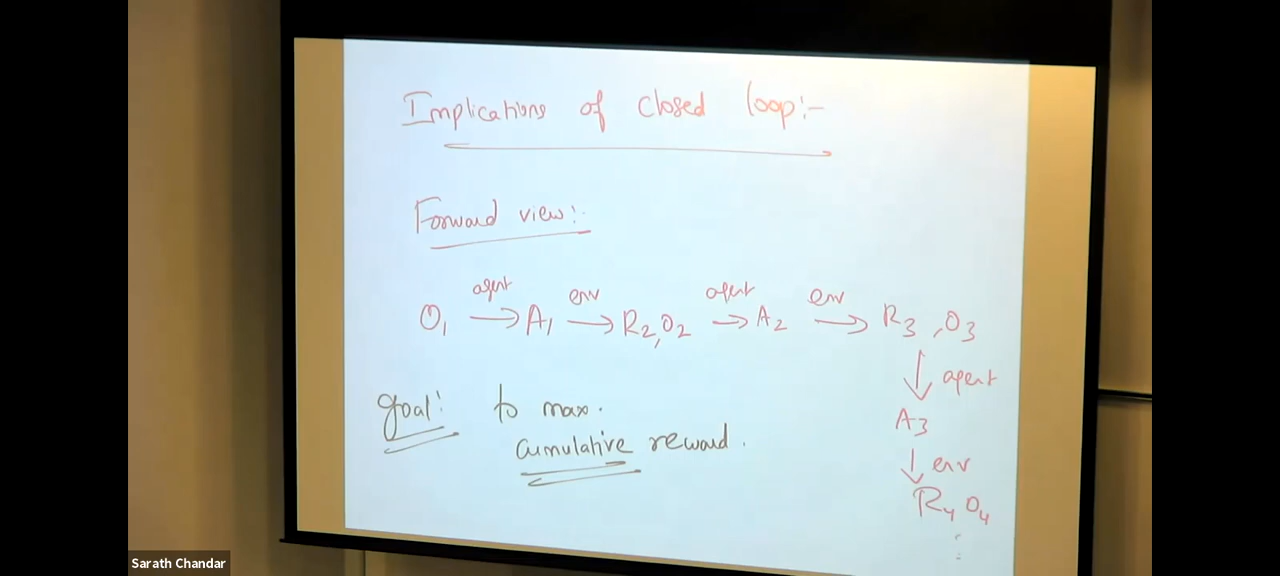 Implications of closed loop:-
Forward view:-
O1 agent → A1 env → R2,O2 agent → A2 env → R3 ,O3
↓ agent
A3
↓ env
R4 O4
⋮
goal: to max.
cumulative reward.
Sarath Chandar